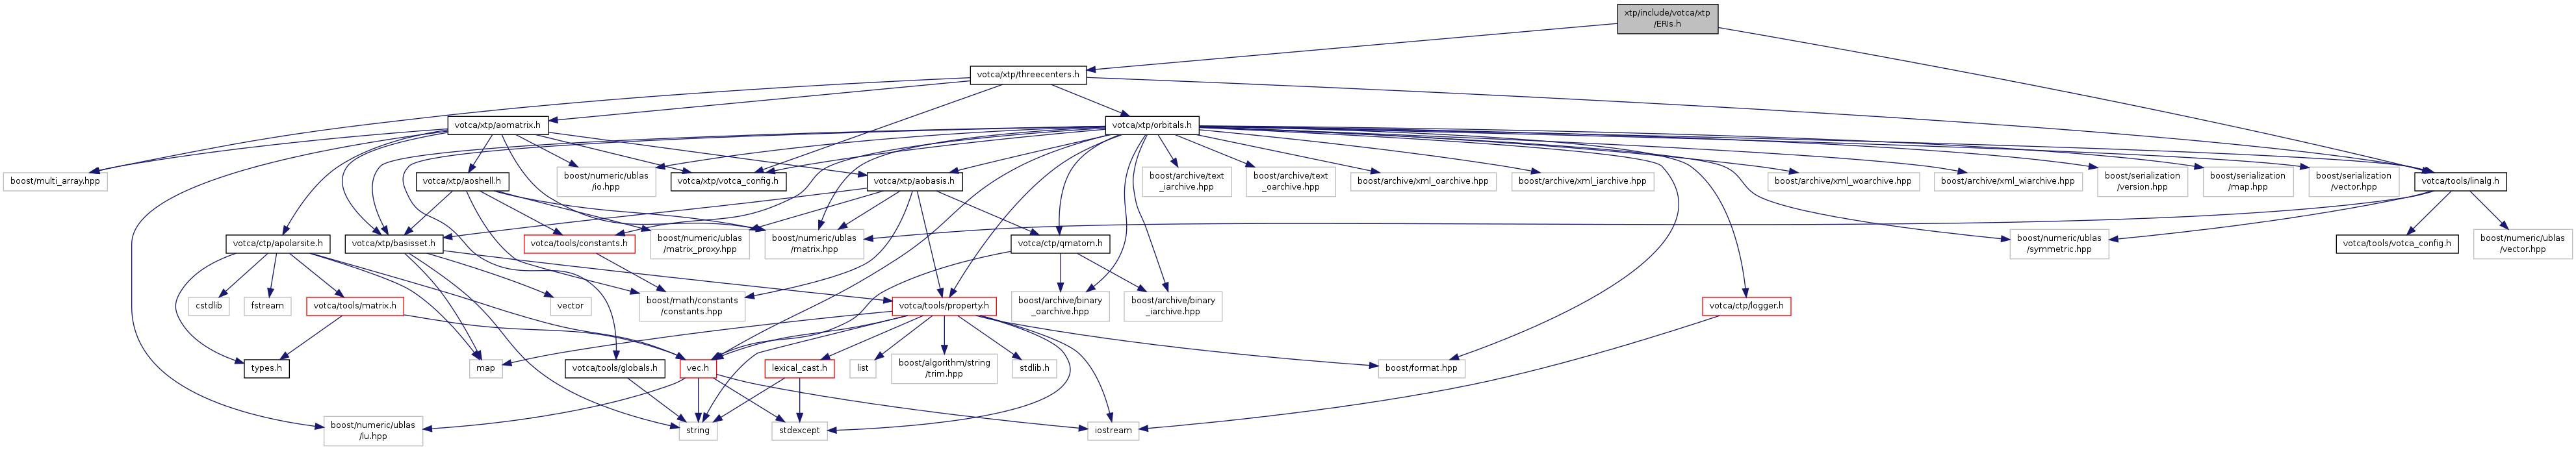 xtp/include/votca/xtp
/ERIs.h
votca/xtp/threecenters.h
votca/xtp/aomatrix.h
votca/xtp/orbitals.h
boost/multi_array.hpp
votca/xtp/aoshell.h
boost/numeric/ublas
/io.hpp
votca/xtp/votca_config.h
votca/xtp/aobasis.h
boost/archive/text
_iarchive.hpp
boost/archive/text
_oarchive.hpp
boost/archive/xml_oarchive.hpp
boost/archive/xml_iarchive.hpp
boost/archive/xml_woarchive.hpp
boost/archive/xml_wiarchive.hpp
boost/serialization
/version.hpp
boost/serialization
/map.hpp
boost/serialization
/vector.hpp
votca/tools/linalg.h
votca/ctp/apolarsite.h
votca/xtp/basisset.h
votca/tools/constants.h
boost/numeric/ublas
/matrix_proxy.hpp
boost/numeric/ublas
/matrix.hpp
votca/ctp/qmatom.h
boost/numeric/ublas
/symmetric.hpp
votca/tools/votca_config.h
boost/numeric/ublas
/vector.hpp
cstdlib
fstream
votca/tools/matrix.h
vector
boost/math/constants
/constants.hpp
votca/tools/property.h
boost/archive/binary
_oarchive.hpp
boost/archive/binary
_iarchive.hpp
votca/ctp/logger.h
types.h
map
votca/tools/globals.h
vec.h
lexical_cast.h
list
boost/algorithm/string
/trim.hpp
stdlib.h
boost/format.hpp
boost/numeric/ublas
/lu.hpp
string
stdexcept
iostream